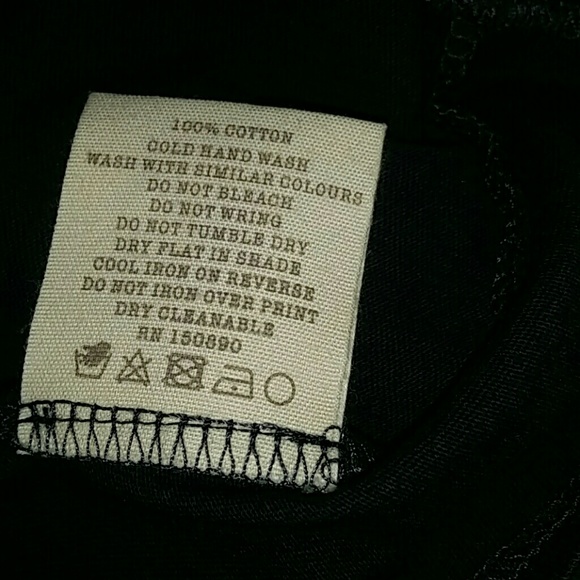 100% COTTON
COLD HAND WASH
WASH WITH SIMILAR COLOURS
DO NOT BLEACH
DO NOT WRING
DO NOT TUMBLE DRY
DRY FLAT IN SHADE
COOL IRON ON REVERSE
DO NOT IRON OVER PRINT
DRY CLEANABLE
RN 150890